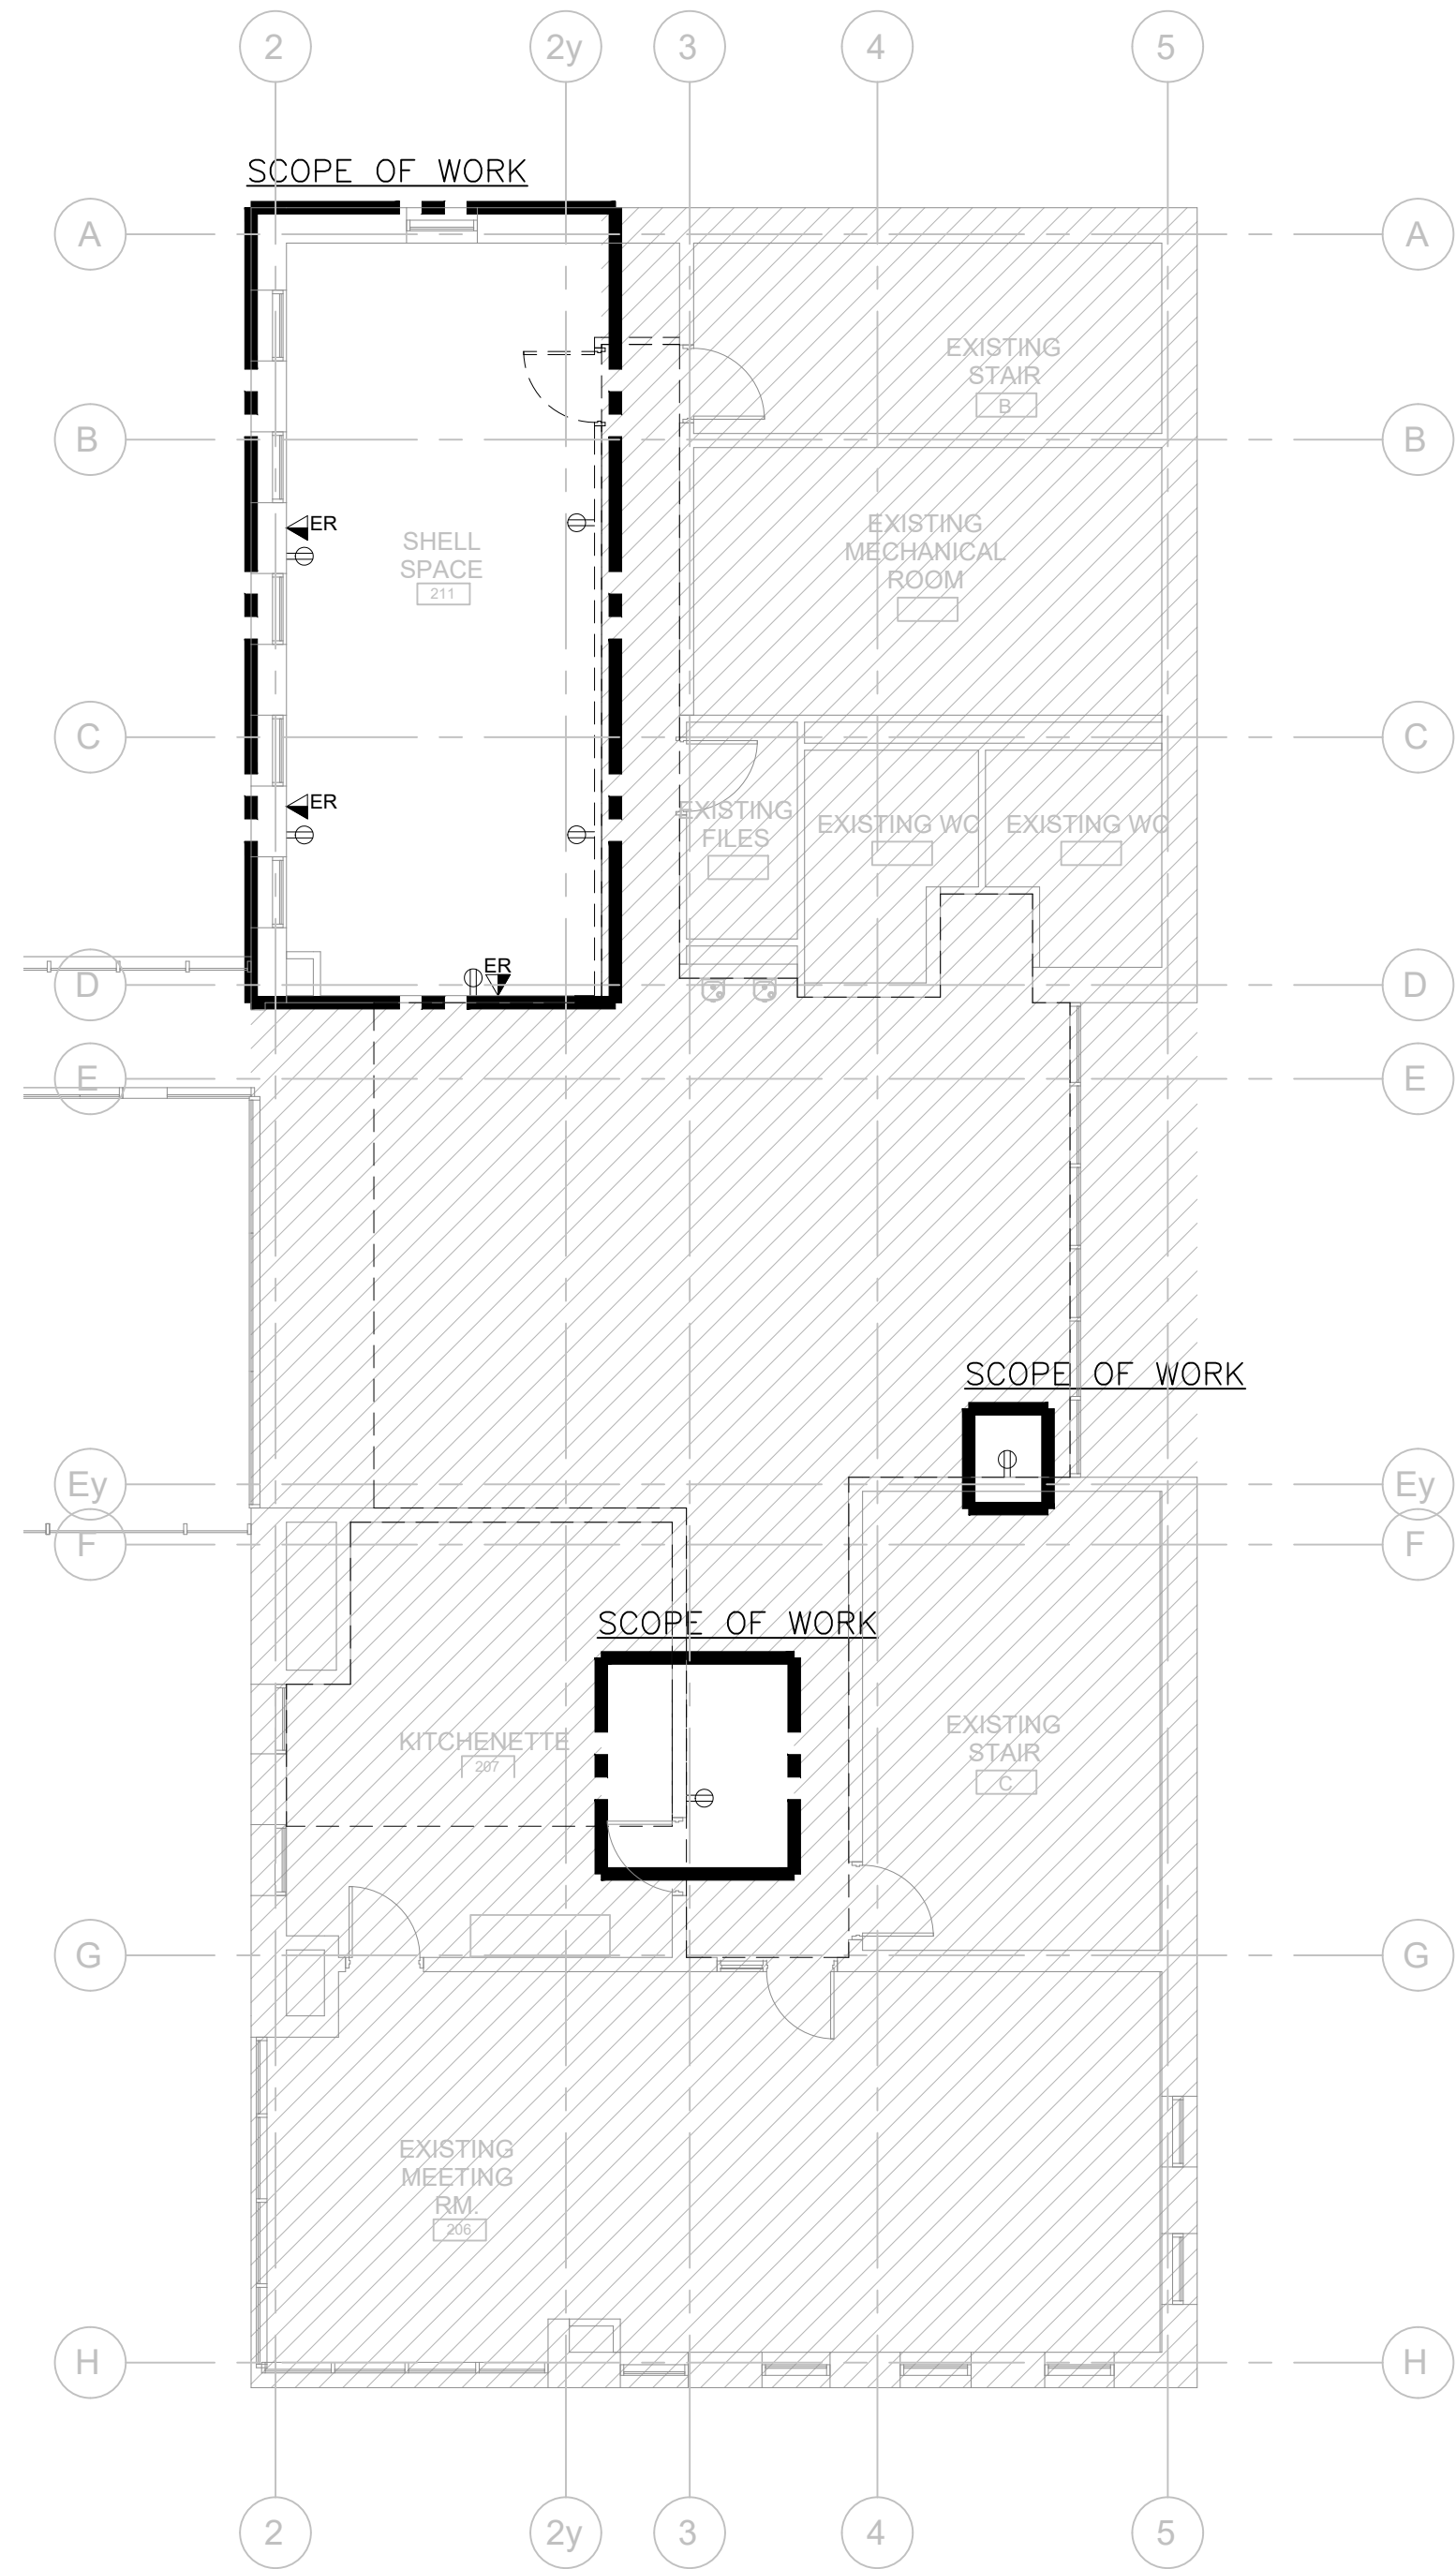 2 2y 3 4 5
SCOPE OF WORK
A A
EXISTING
STAIR
B
B B
ER
EXISTING
MECHANICAL
ROOM
SHELL
SPACE
211
C C
ER
EXISTING
FILES
EXISTING WC
EXISTING WC
ER
D D
E E
SCOPE OF WORK
Ey Ey
F F
SCOPE OF WORK
KITCHENETTE
207
EXISTING
STAIR
C
G G
EXISTING
MEETING
RM.
206
H H
2 2y 3 4 5